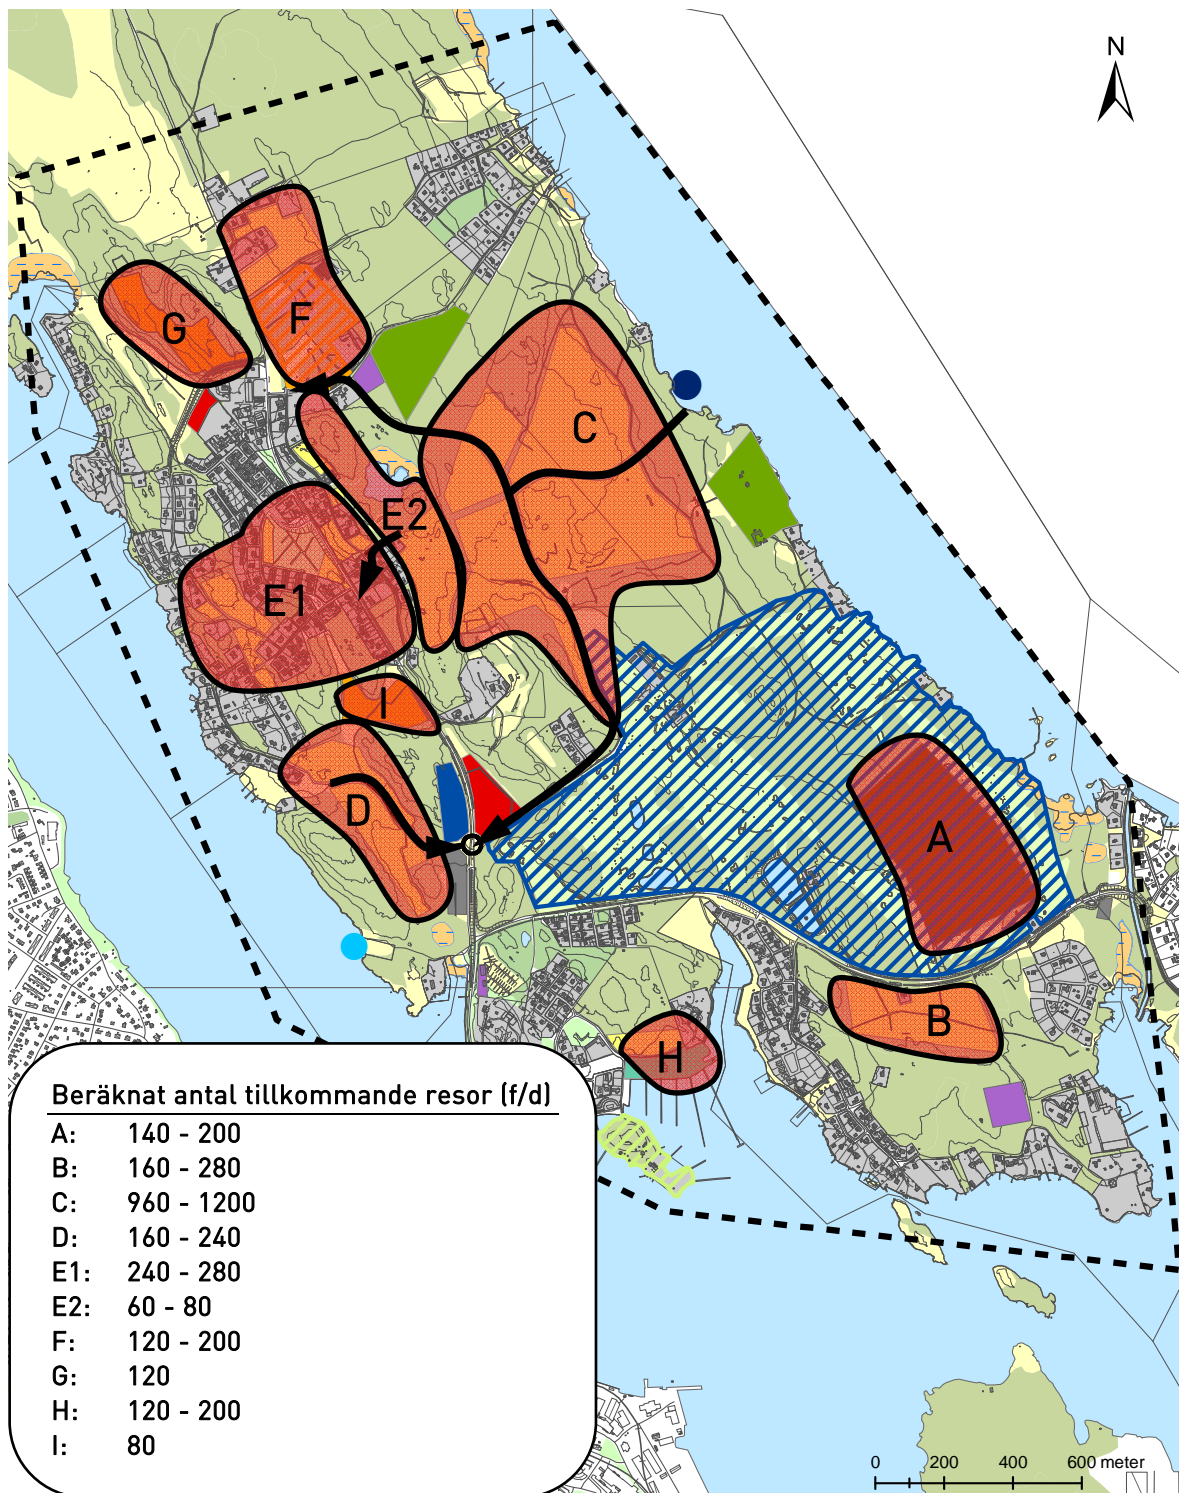 N
F
G
C
E2
E1
I
D
A
B
H
Beräknat antal tillkommande resor (f/d)
A: 140 - 200
B: 160 - 280
C: 960 - 1200
D: 160 - 240
E1: 240 - 280
E2: 60 - 80
F: 120 - 200
G: 120
H: 120 - 200
I: 80
0 200 400 600 meter